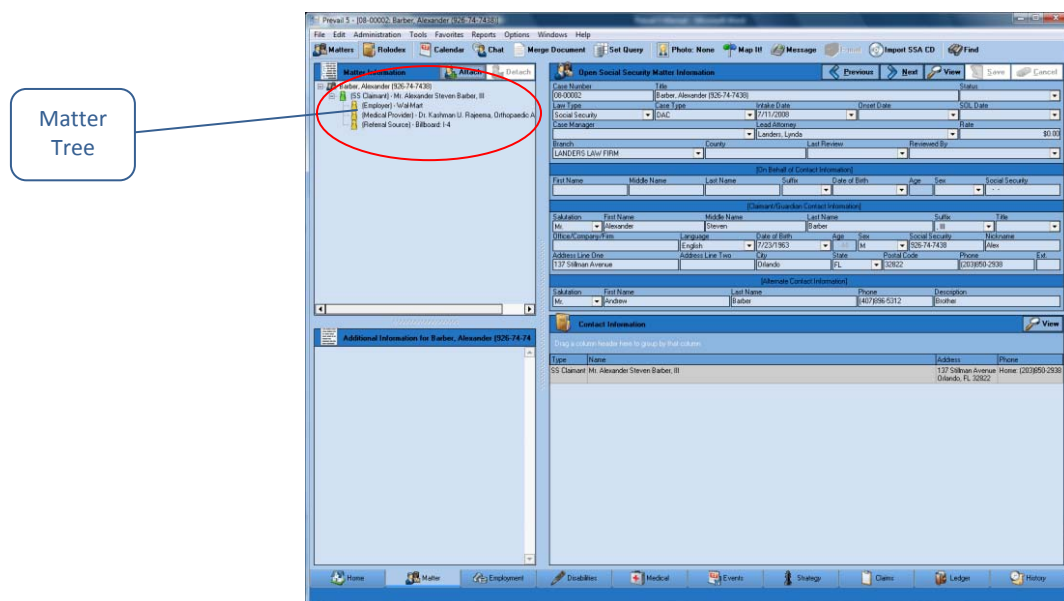 Matter
Tree
Prevail 5 - [08-00002: Barber, Alexander (926-74-7438)]
File Edit Administration Tools Favorites Reports Options Windows Help
Matters Rolodex Calendar Chat Merge Document Set Query Photo: None Map It! Message Import SSA CD Find
Matter Information Attach Detach
Barber, Alexander (926-74-7438)
(SS Claimant) - Mr. Alexander Steven Barber, III
(Employer) - Wal-Mart
(Medical Provider) - Dr. Kashman U. Rajeema, Orthopaedic A
(Referral Source) - Billboard: I-4
Additional Information for Barber, Alexander (926-74-74
Open Social Security Matter Information Previous Next View Save Cancel
Case Number Title Status
08-00002 Barber, Alexander (926-74-7438)
Law Type Case Type Intake Date Onset Date SOL Date
Social Security DAC 7/11/2008
Case Manager Lead Attorney Rate
Landers, Lynda $0.00
Branch County Last Review Reviewed By
LANDERS LAW FIRM
[On Behalf of Contact Information]
First Name Middle Name Last Name Suffix Date of Birth Age Sex Social Security
- -
[Claimant/Guardian Contact Information]
Salutation First Name Middle Name Last Name Suffix Title
Mr. Alexander Steven Barber , III
Office/Company/Firm Language Date of Birth Age Sex Social Security Nickname
English 7/23/1963 M 926-74-7438 Alex
Address Line One Address Line Two City State Postal Code Phone Ext.
137 Stillman Avenue Orlando FL 32822 (203)850-2938
[Alternate Contact Information]
Salutation First Name Last Name Phone Description
Mr. Andrew Barber (407)896-5312 Brother
Contact Information View
Drag a column header here to group by that column
Type Name Address Phone
SS Claimant Mr. Alexander Steven Barber, III 137 Stillman Avenue Home: (203)850-2938
Orlando, FL 32822
Home Matter Employment Disabilities Medical Events Strategy Claims Ledger History